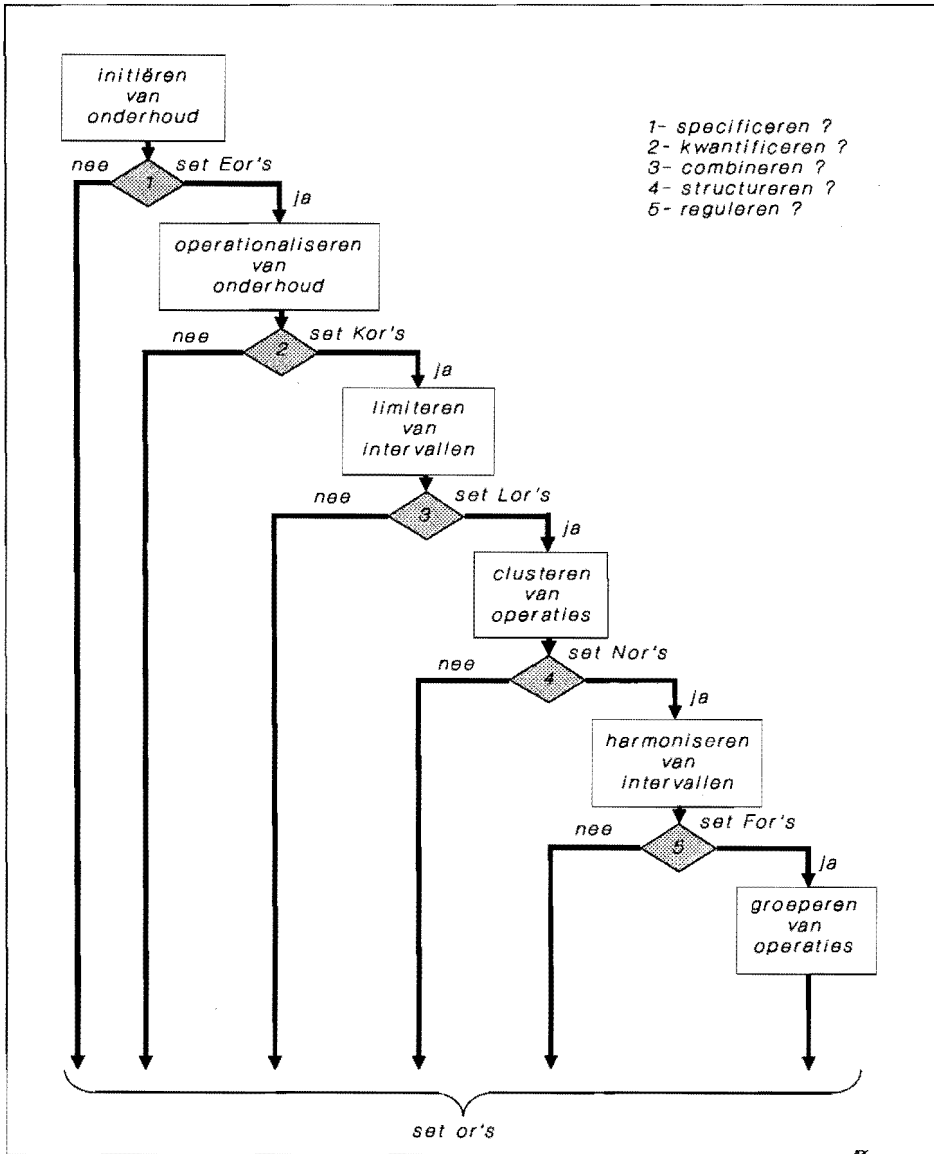 initiëren
van
onderhoud
1- specificeren ?
2- kwantificeren ?
3- combineren ?
4- structureren ?
5- reguleren ?
nee
1
set Eor's
ja
operationaliseren
van
onderhoud
nee
2
set Kor's
ja
limiteren
van
intervallen
nee
3
set Lor's
ja
clusteren
van
operaties
nee
4
set Nor's
ja
harmoniseren
van
intervallen
nee
5
set For's
ja
groeperen
van
operaties
set or's